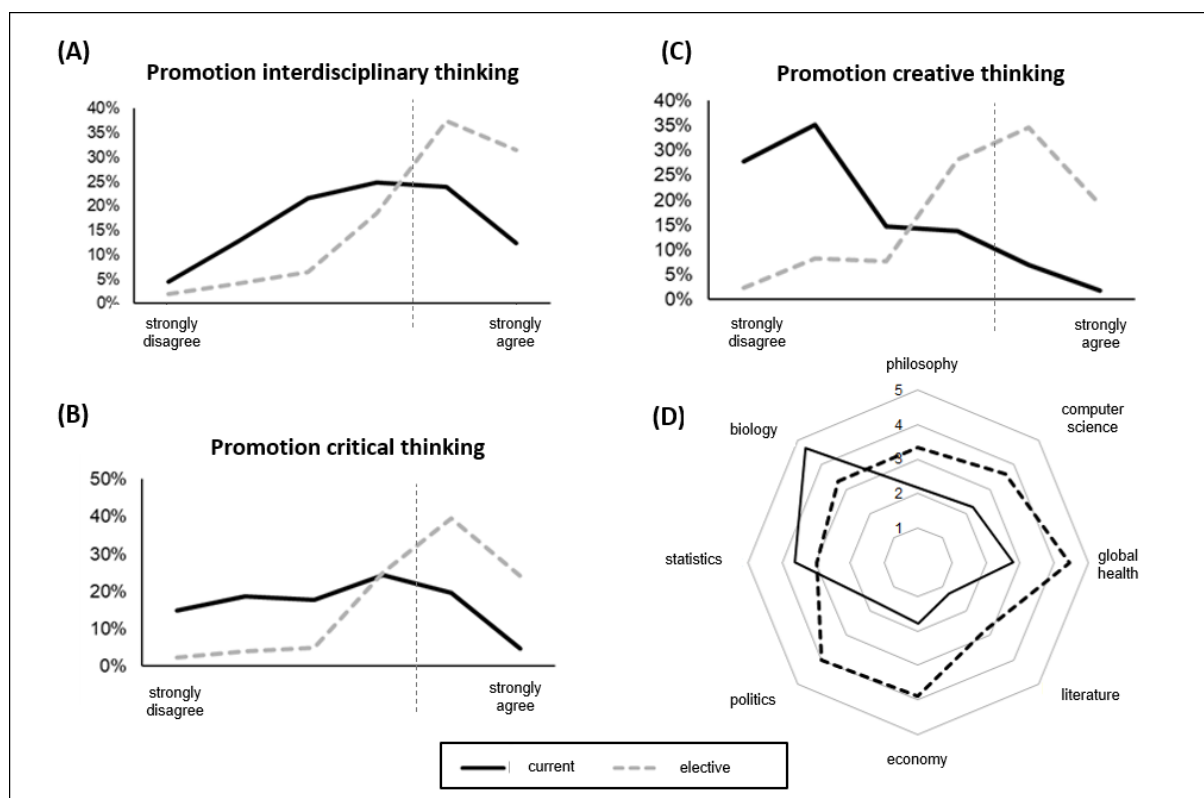 (A)
Promotion interdisciplinary thinking
40%
35%
30%
25%
20%
15%
10%
5%
0%
strongly
disagree
strongly
agree
(B)
Promotion critical thinking
50%
40%
30%
20%
10%
0%
strongly
disagree
strongly
agree
(C)
Promotion creative thinking
40%
35%
30%
25%
20%
15%
10%
5%
0%
strongly
disagree
strongly
agree
(D)
philosophy
computer
science
global
health
literature
economy
politics
statistics
biology
5
4
3
2
1
current
elective